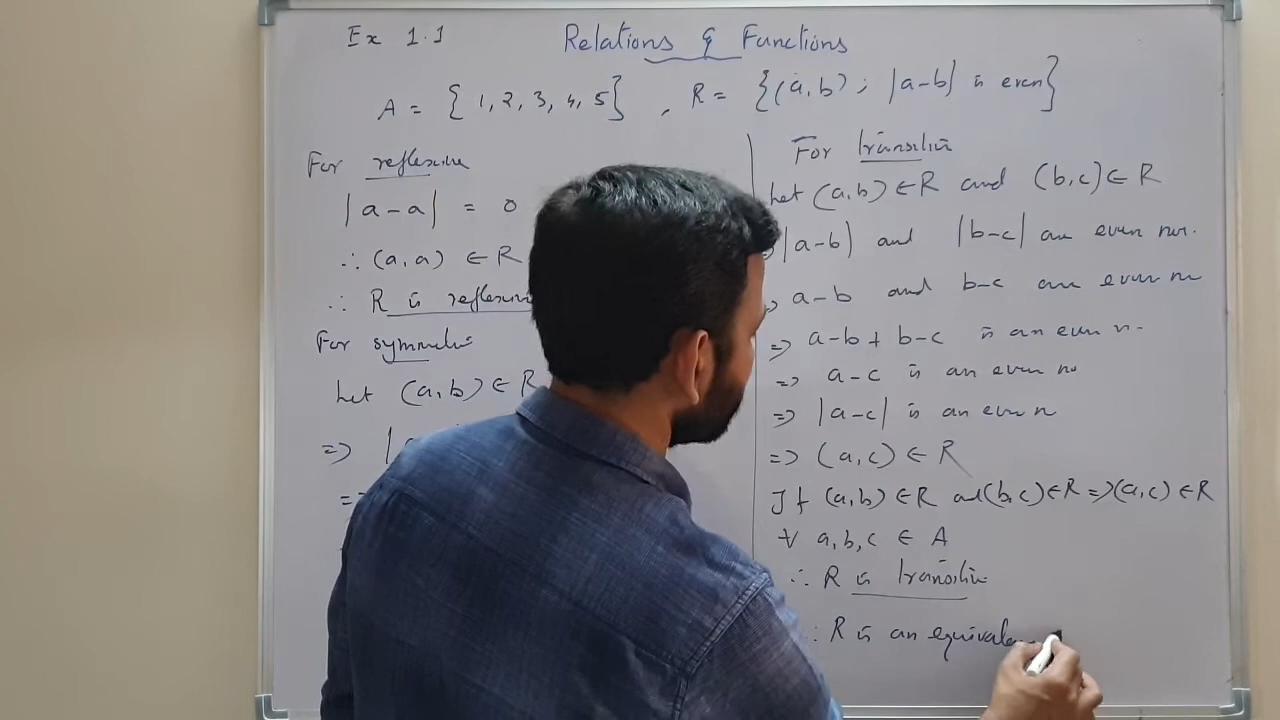 Ex 1.1
Relations & Functions
A = { 1, 2, 3, 4, 5 } , R = {(a,b) ; |a-b| is even}
For reflexive
|a-a| = 0
∴ (a,a) ∈ R
∴ R is reflexive
For symmetric
Let (a,b) ∈ R
=> |a
=>
For transitive
Let (a,b) ∈ R and (b,c) ∈ R
|a-b| and |b-c| are even nos.
a-b and b-c are even no
=> a-b + b-c is an even n.
=> a-c is an even no
=> |a-c| is an even n
=> (a,c) ∈ R
If (a,b) ∈ R and (b,c) ∈ R => (a,c) ∈ R
∀ a,b,c ∈ A
∴ R is transitive
∴ R is an equivalen